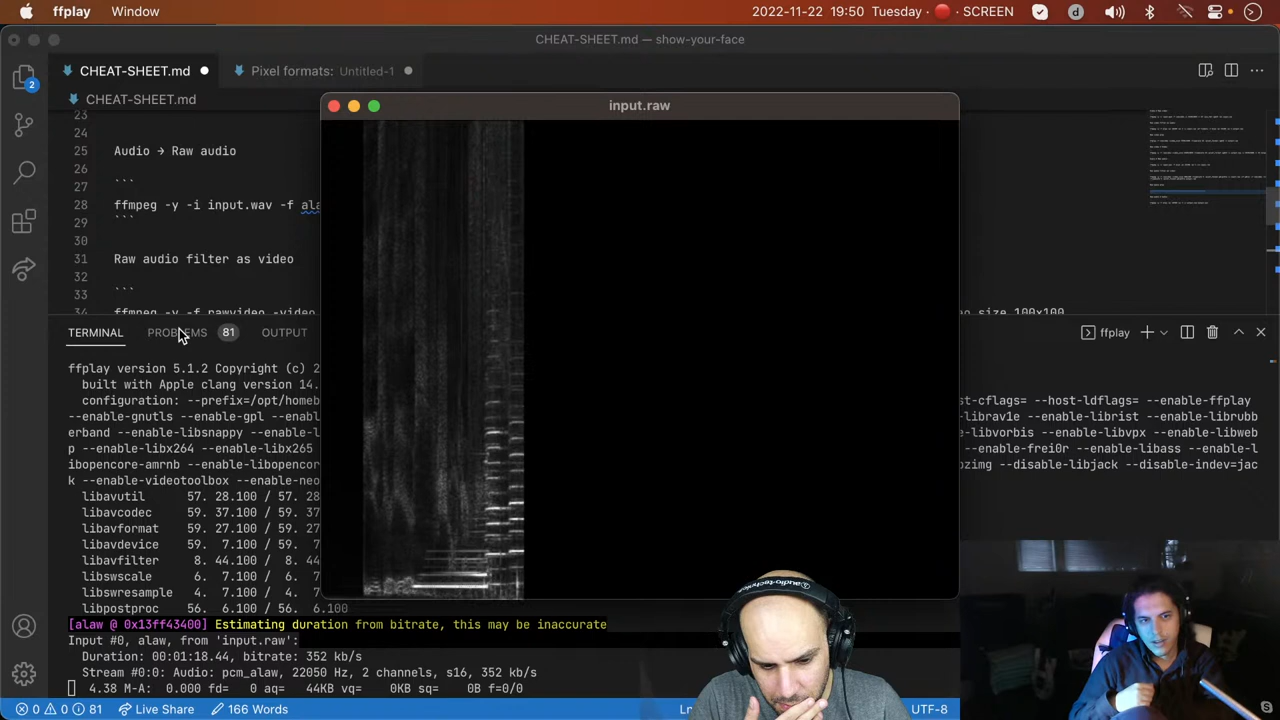 ffplay Window 2022-11-22 19:50 Tuesday SCREEN
CHEAT-SHEET.md — show-your-face
CHEAT-SHEET.md Pixel formats: Untitled-1
2
CHEAT-SHEET.md
input.raw
23
24
25 Audio → Raw audio
26
27 ```
28 ffmpeg -y -i input.wav -f ala
29 ```
30
31 Raw audio filter as video
32
33 ```
34 ffmpeg -y -f rawvideo -video eo size 100x100
TERMINAL PROBLEMS 81 OUTPUT ffplay
ffplay version 5.1.2 Copyright (c) 2
built with Apple clang version 14.
configuration: --prefix=/opt/homeb st-cflags= --host-ldflags= --enable-ffplay
--enable-gnutls --enable-gpl --enabl -librav1e --enable-librist --enable-librubb
erband --enable-libsnappy --enable-l -libvorbis --enable-libvpx --enable-libweb
p --enable-libx264 --enable-libx265 --enable-frei0r --enable-libass --enable-l
ibopencore-amrnb --enable-libopencor ozimg --disable-libjack --disable-indev=jac
k --enable-videotoolbox --enable-neo
libavutil 57. 28.100 / 57. 28
libavcodec 59. 37.100 / 59. 37
libavformat 59. 27.100 / 59. 27
libavdevice 59. 7.100 / 59. 7
libavfilter 8. 44.100 / 8. 44
libswscale 6. 7.100 / 6. 7
libswresample 4. 7.100 / 4. 7
libpostproc 56. 6.100 / 56. 6.100
[alaw @ 0x13ff43400] Estimating duration from bitrate, this may be inaccurate
Input #0, alaw, from 'input.raw':
Duration: 00:01:18.44, bitrate: 352 kb/s
Stream #0:0: Audio: pcm_alaw, 22050 Hz, 2 channels, s16, 352 kb/s
4.38 M-A: 0.000 fd= 0 aq= 44KB vq= 0KB sq= 0B f=0/0
0 0 81 Live Share 166 Words Ln UTF-8
audio-technica